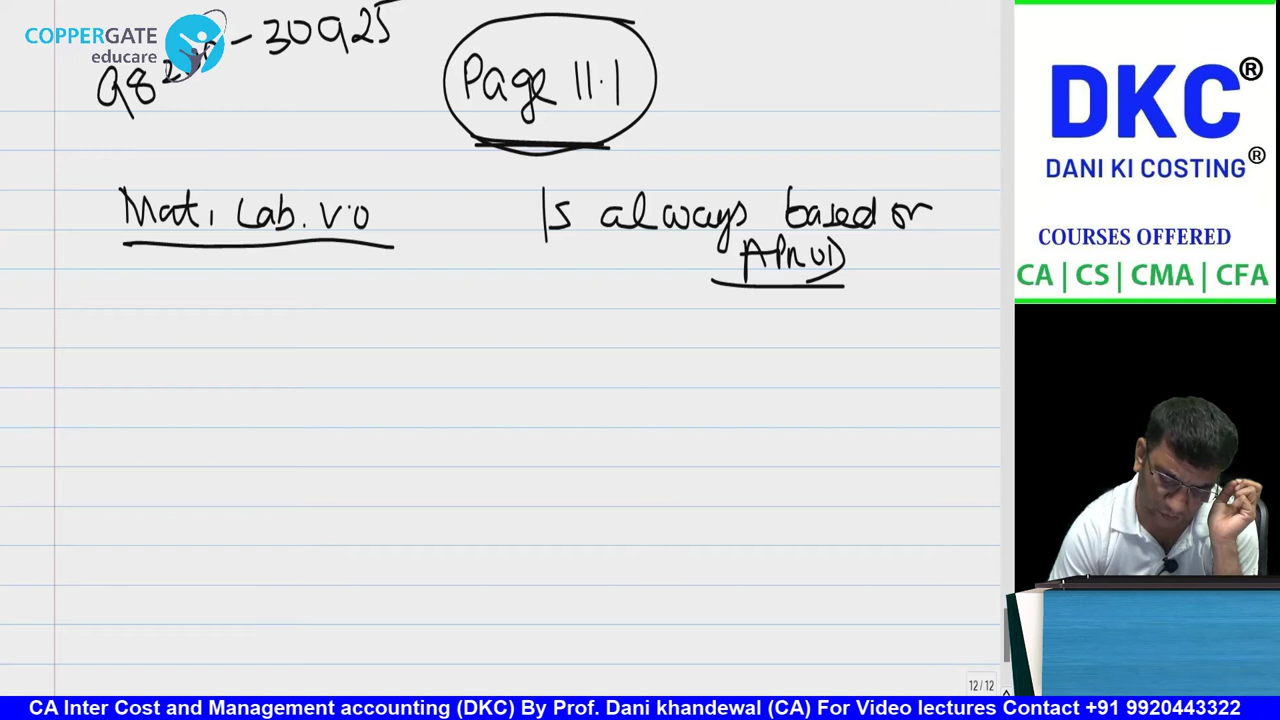 COPPERGATE
educare
- 30925
98
Page 11.1
Mat, Lab. V.O Is always based on
DKC®
DANI KI COSTING®
COURSES OFFERED
CA | CS | CMA | CFA
12/12
CA Inter Cost and Management accounting (DKC) By Prof. Dani khandewal (CA) For Video lectures Contact +91 9920443322